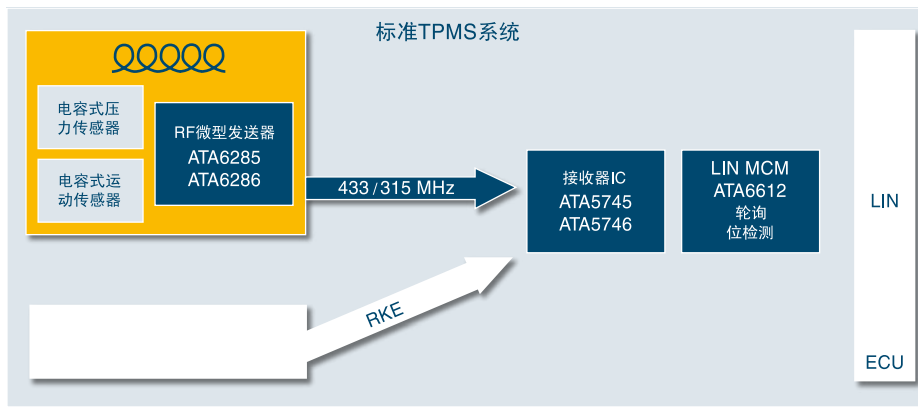 标准TPMS系统
电容式压
力传感器
RF微型发送器
ATA6285
ATA6286
电容式运
动传感器
433/315 MHz
接收器IC
ATA5745
ATA5746
LIN MCM
ATA6612
轮询
位检测
LIN
RKE
ECU